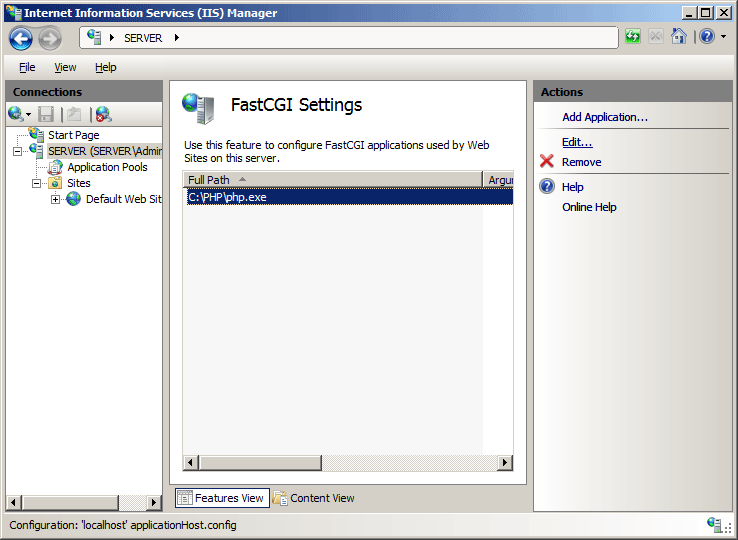 Internet Information Services (IIS) Manager
SERVER
File View Help
Connections
Start Page
SERVER (SERVER\Admir
Application Pools
Sites
Default Web Sit
FastCGI Settings
Use this feature to configure FastCGI applications used by Web
Sites on this server.
Full Path Argu
C:\PHP\php.exe
Features View Content View
Actions
Add Application...
Edit...
Remove
Help
Online Help
Configuration: 'localhost' applicationHost.config